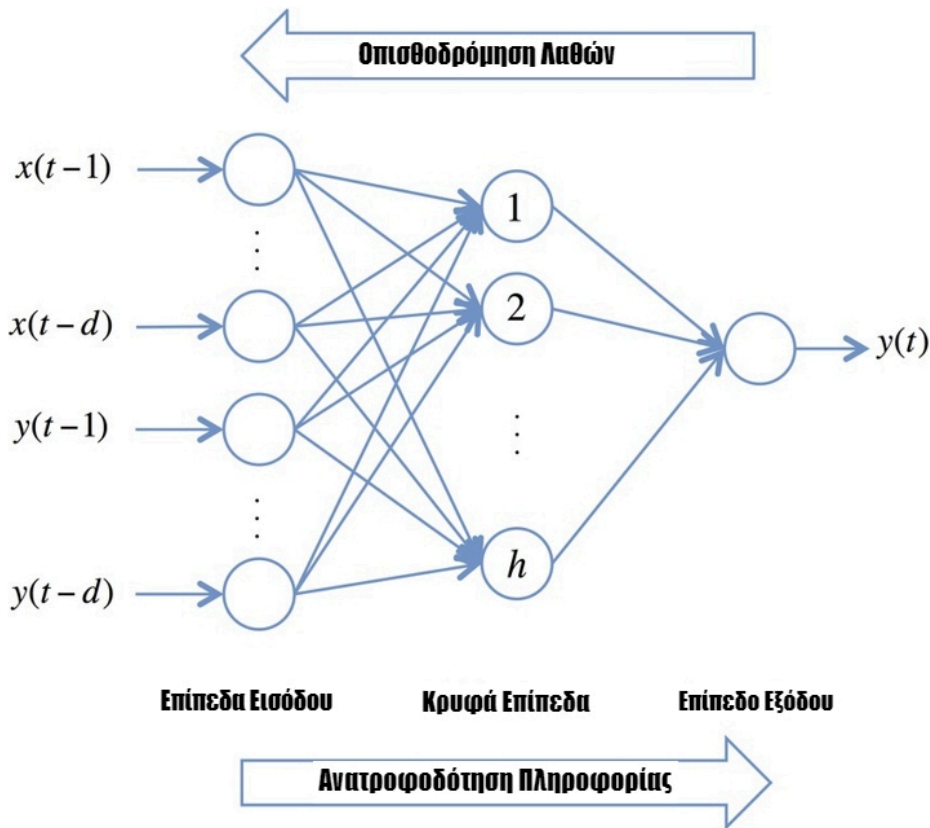 Οπισθοδρόμηση Λαθών
x(t−1)
1
x(t−d)
2
y(t)
y(t−1)
y(t−d)
h
Επίπεδα Εισόδου Κρυφά Επίπεδα Επίπεδο Εξόδου
Ανατροφοδότηση Πληροφορίας